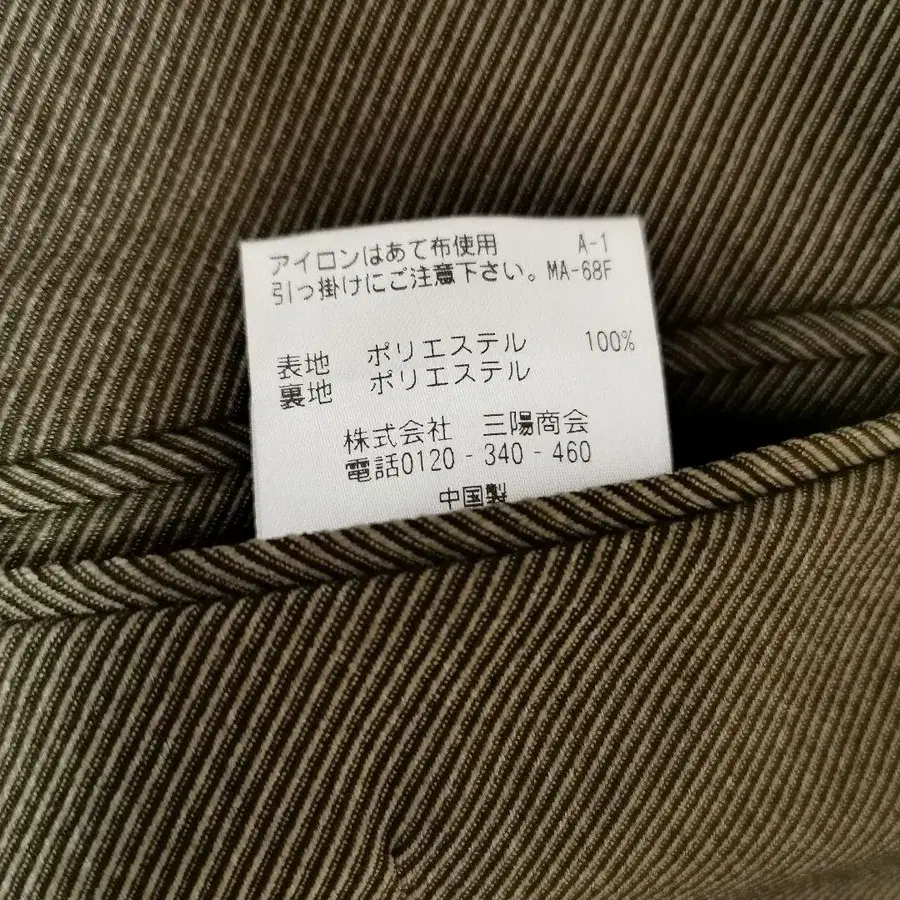 アイロンはあて布使用 A-1
引っ掛けにご注意下さい。 MA-68F
表地 ポリエステル 100%
裏地 ポリエステル
株式会社 三陽商会
電話0120-340-460
中国製